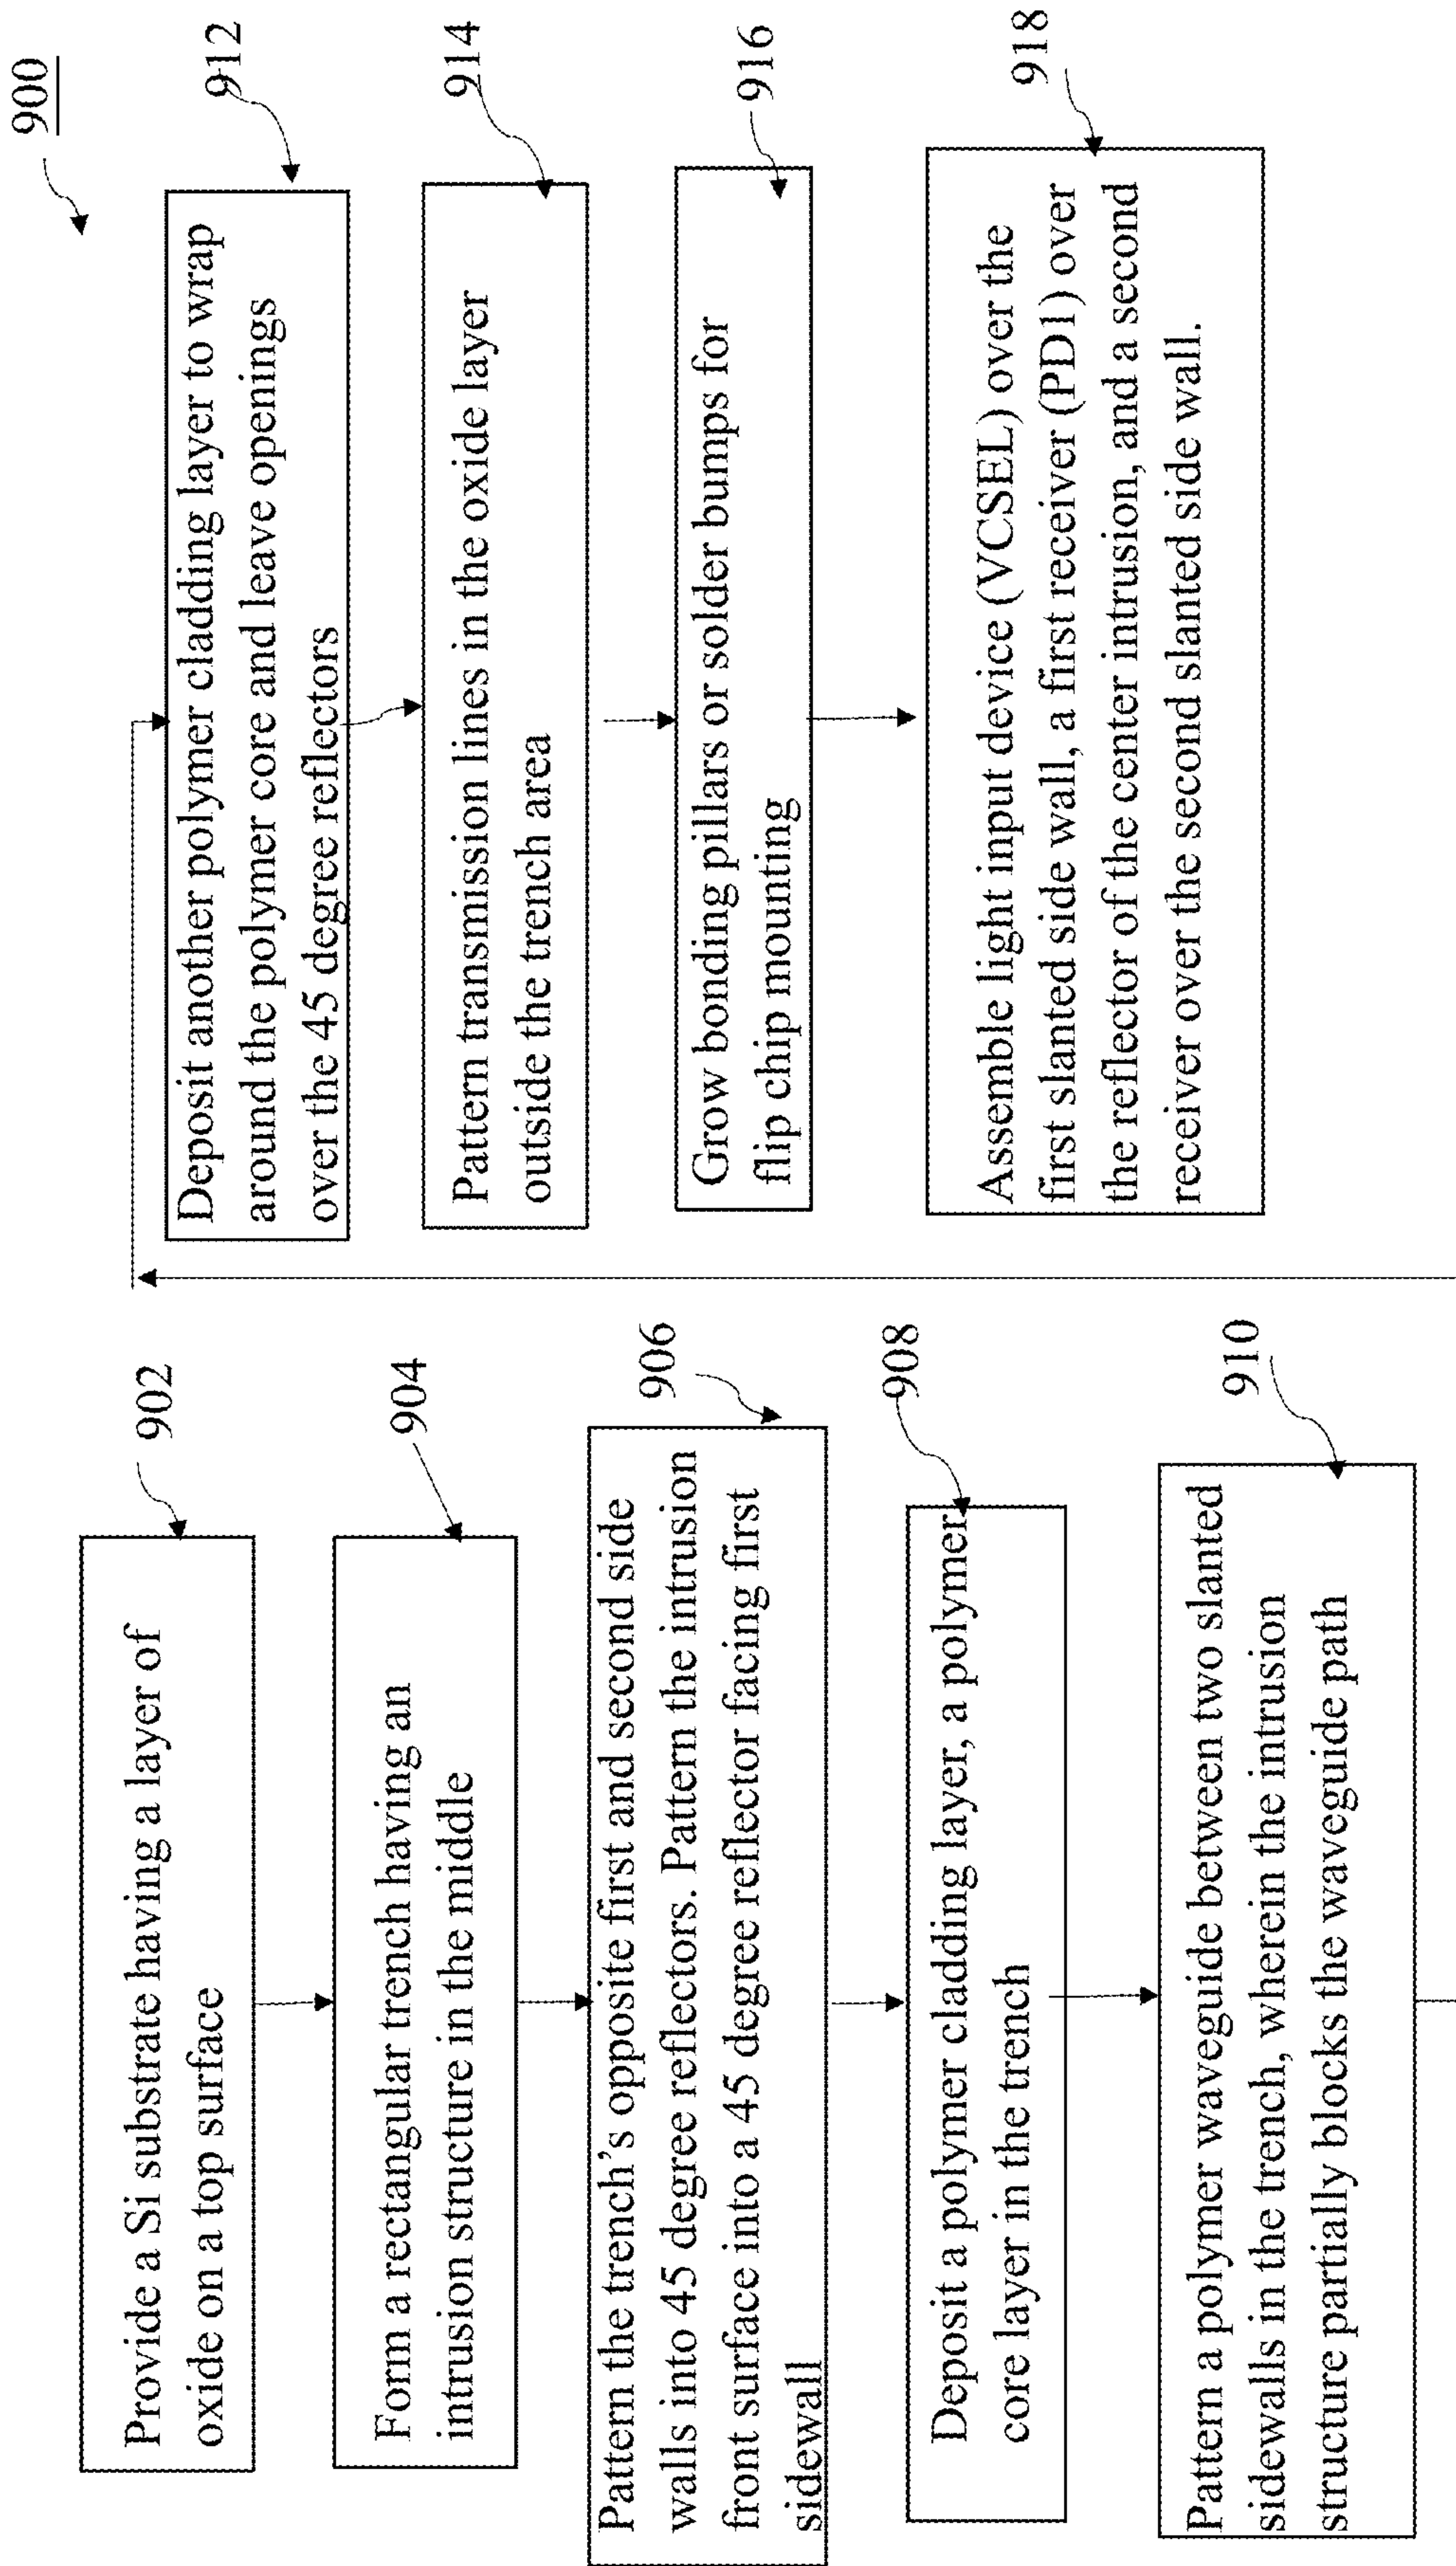 900
902
Provide a Si substrate having a layer of
oxide on a top surface
904
Form a rectangular trench having an
intrusion structure in the middle
906
Pattern the trench's opposite first and second side
walls into 45 degree reflectors. Pattern the intrusion
front surface into a 45 degree reflector facing first
sidewall
908
Deposit a polymer cladding layer, a polymer
core layer in the trench
910
Pattern a polymer waveguide between two slanted
sidewalls in the trench, wherein the intrusion
structure partially blocks the waveguide path
912
Deposit another polymer cladding layer to wrap
around the polymer core and leave openings
over the 45 degree reflectors
914
Pattern transmission lines in the oxide layer
outside the trench area
916
Grow bonding pillars or solder bumps for
flip chip mounting
918
Assemble light input device (VCSEL) over the
first slanted side wall, a first receiver (PD1) over
the reflector of the center intrusion, and a second
receiver over the second slanted side wall.